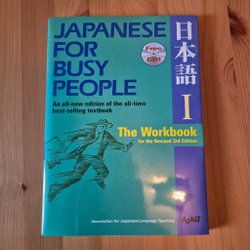 JAPANESE
FOR
BUSY
PEOPLE
Free
CD!
日本語
I
An all-new edition of the all-time
best-selling textbook
The Workbook
for the Revised 3rd Edition
Association for Japanese-Language Teaching
AJALT